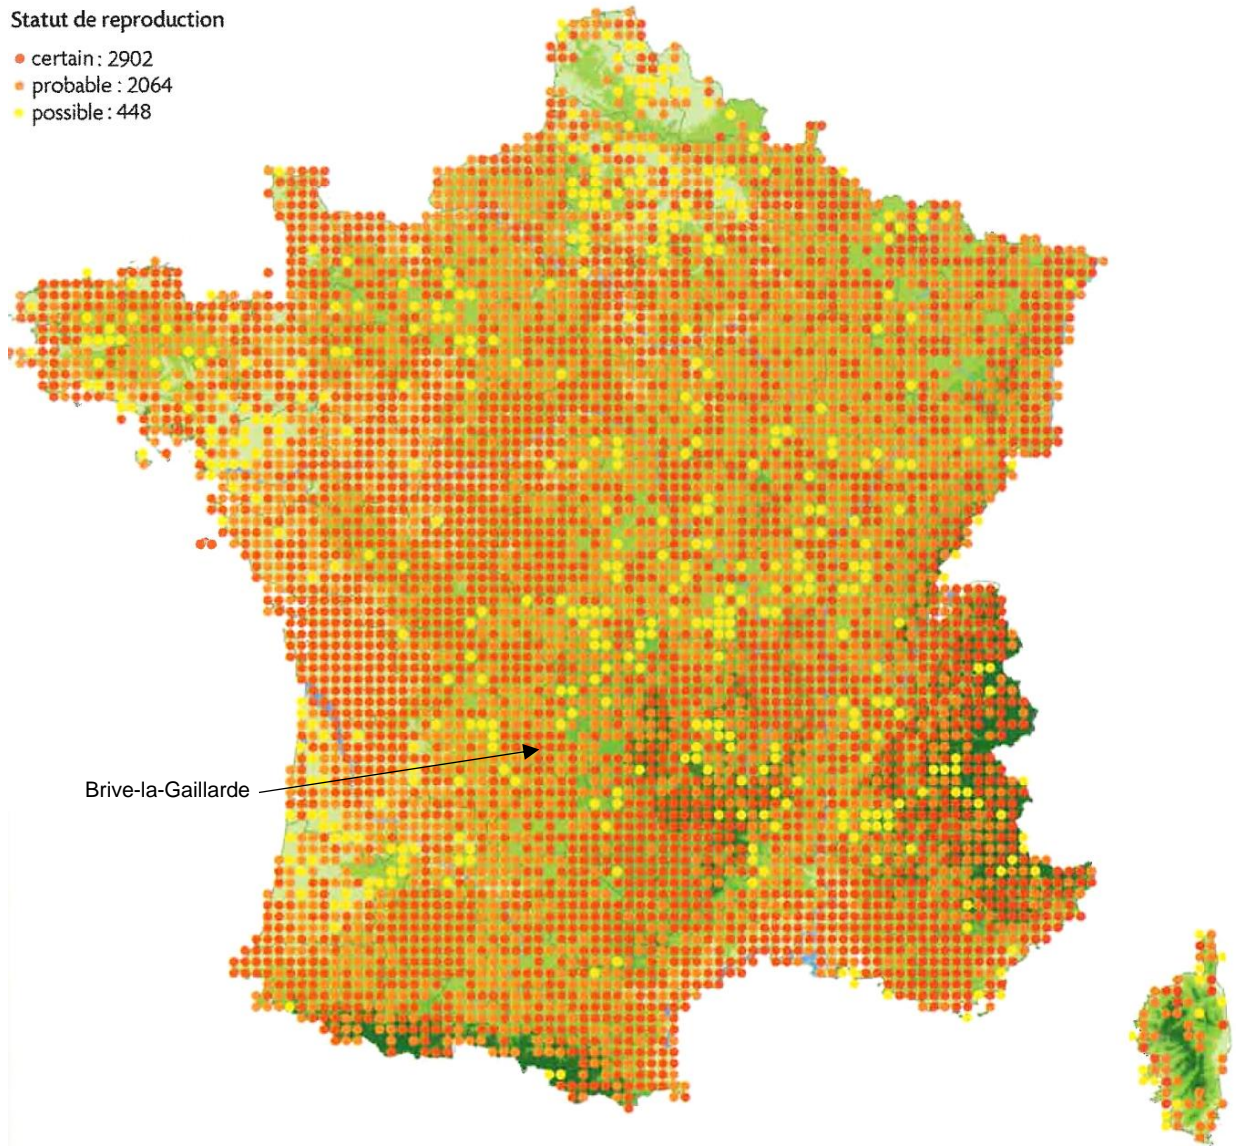 Statut de reproduction
certain : 2902
probable : 2064
possible : 448
Brive-la-Gaillarde